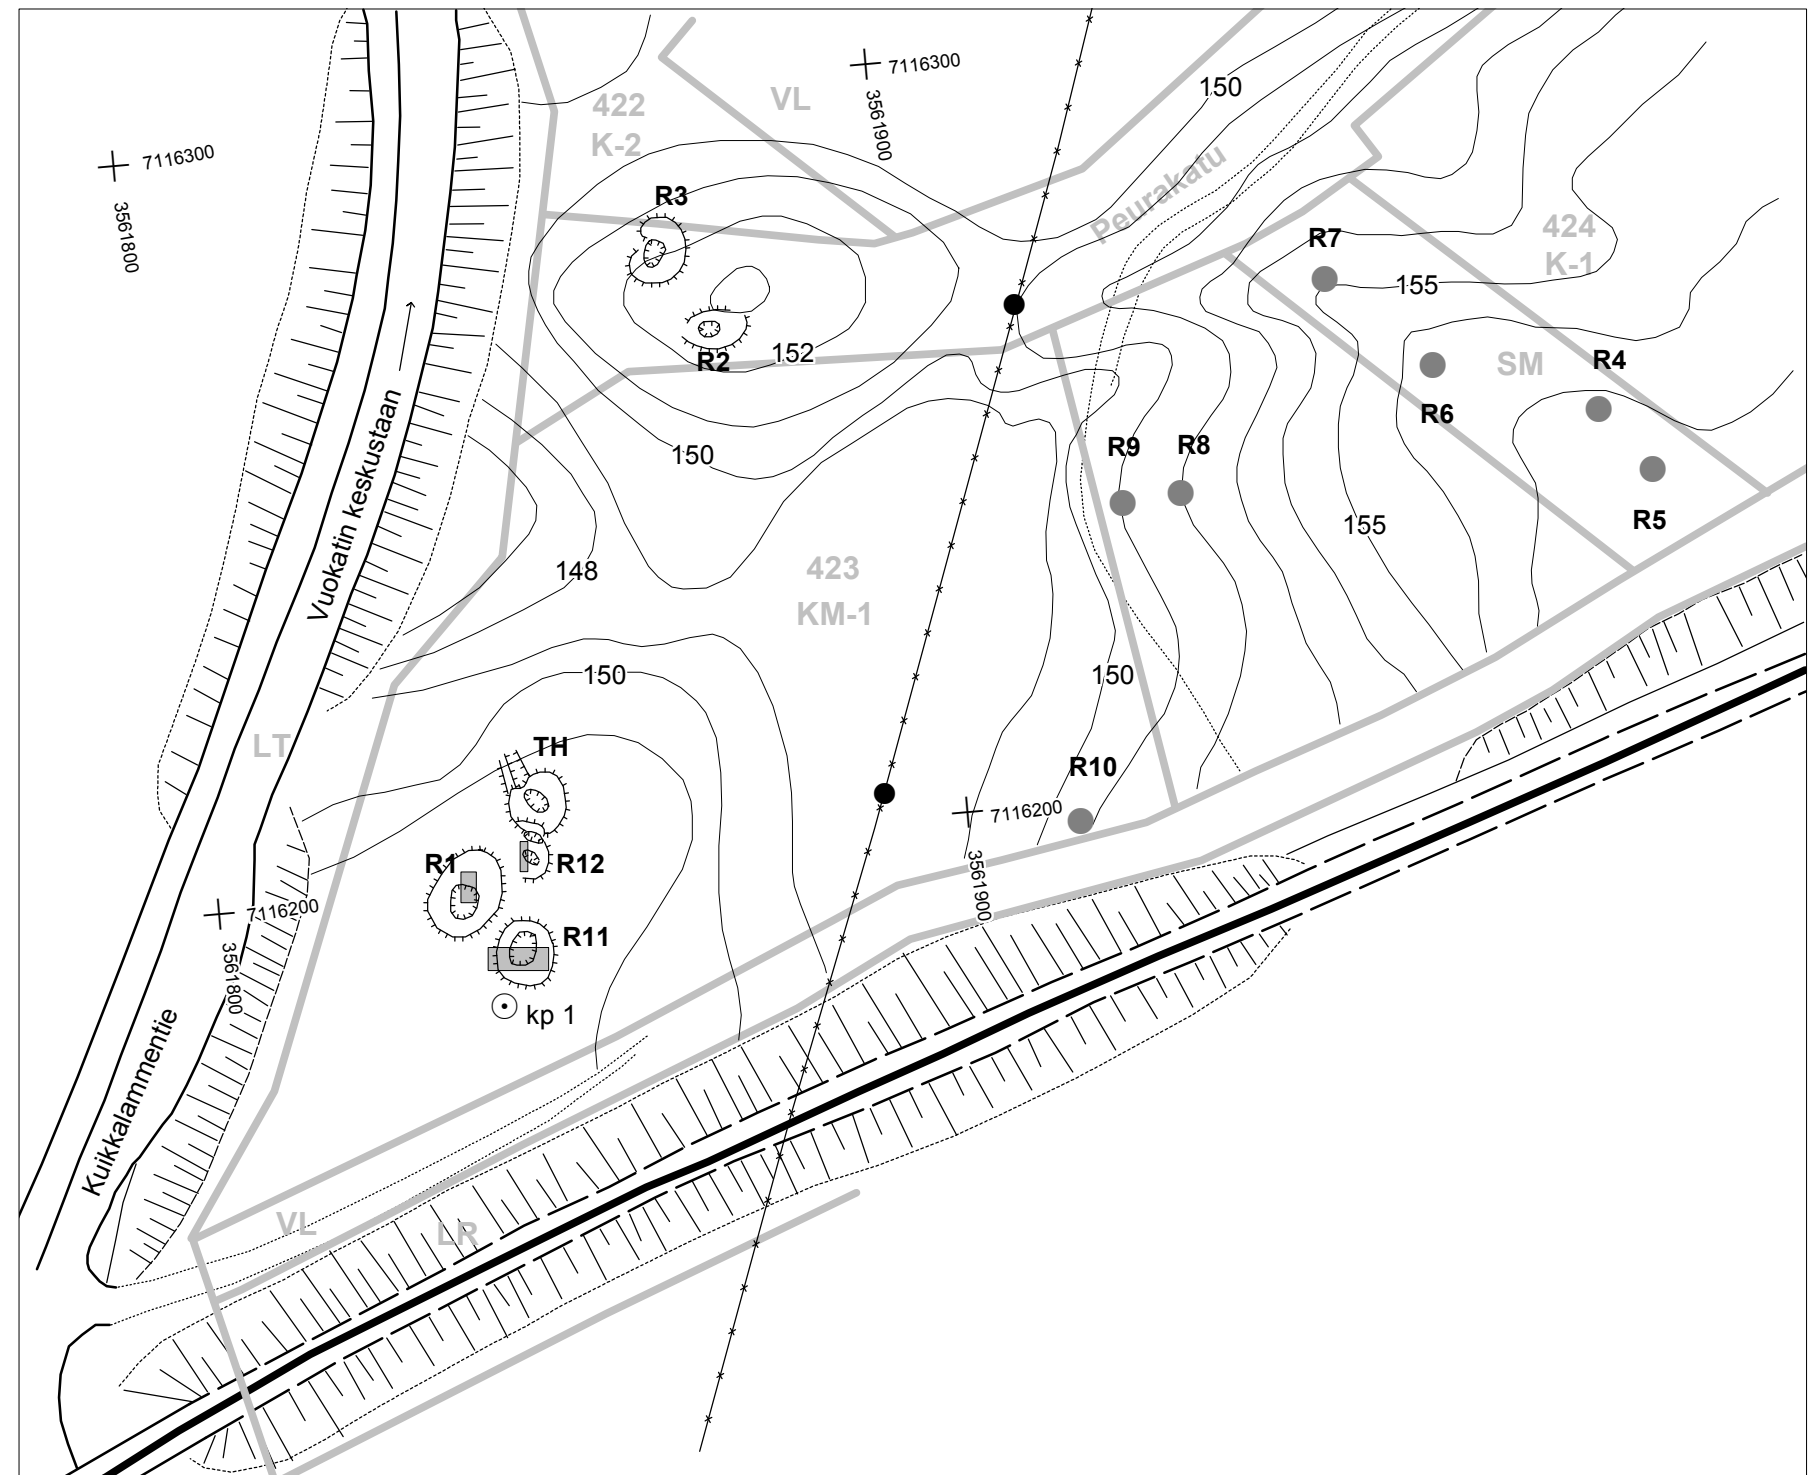 7116300
3561900
150
422
K-2
VL
7116300
3561800
Peurakatu
R3
R7
424
K-1
155
R2
152
SM
R4
R6
150
R9
R8
R5
155
Vuokatin keskustaan
148
423
KM-1
150
150
LT
TH
R10
7116200
3561900
R1
R12
7116200
3561800
R11
kp 1
Kuikkalammentie
VL
LR